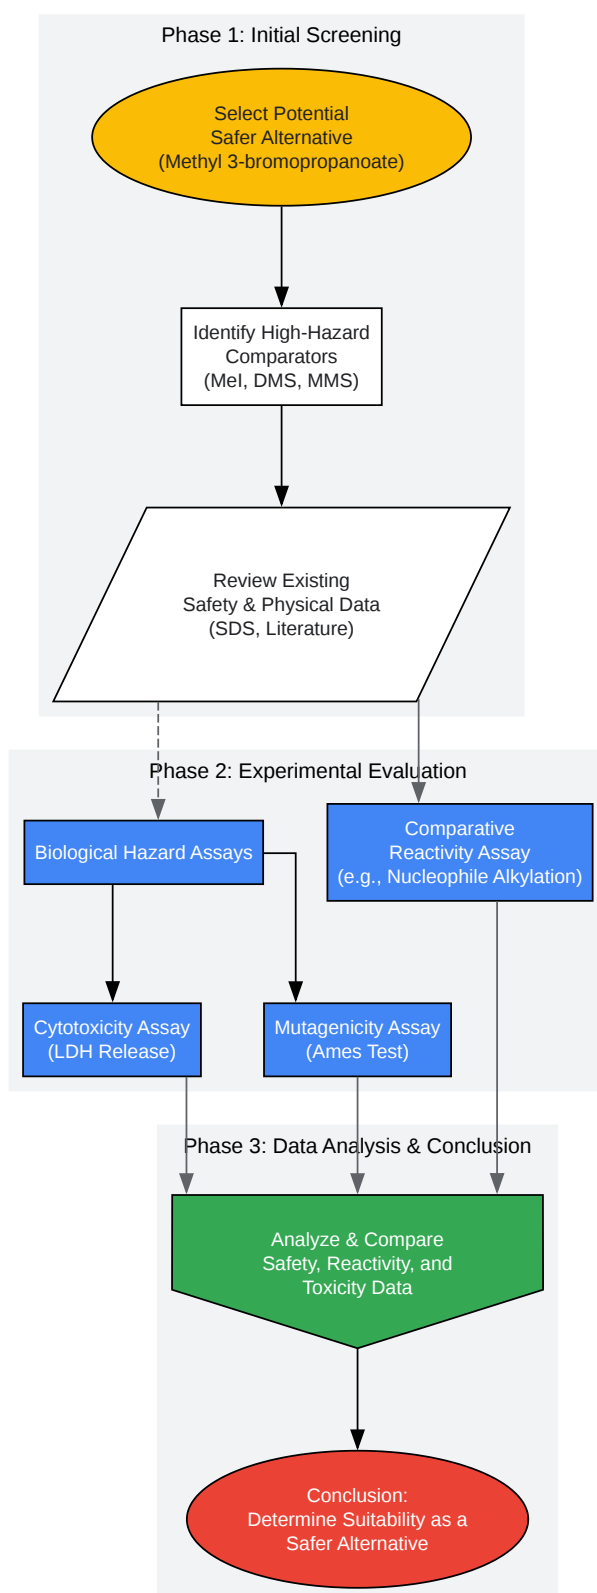 Phase 1: Initial Screening
Select Potential
Safer Alternative
(Methyl 3-bromopropanoate)
Identify High-Hazard
Comparators
(MeI, DMS, MMS)
Review Existing
Safety & Physical Data
(SDS, Literature)
Phase 2: Experimental Evaluation
Biological Hazard Assays
Comparative
Reactivity Assay
(e.g., Nucleophile Alkylation)
Cytotoxicity Assay
(LDH Release)
Mutagenicity Assay
(Ames Test)
Phase 3: Data Analysis & Conclusion
Analyze & Compare
Safety, Reactivity, and
Toxicity Data
Conclusion:
Determine Suitability as a
Safer Alternative